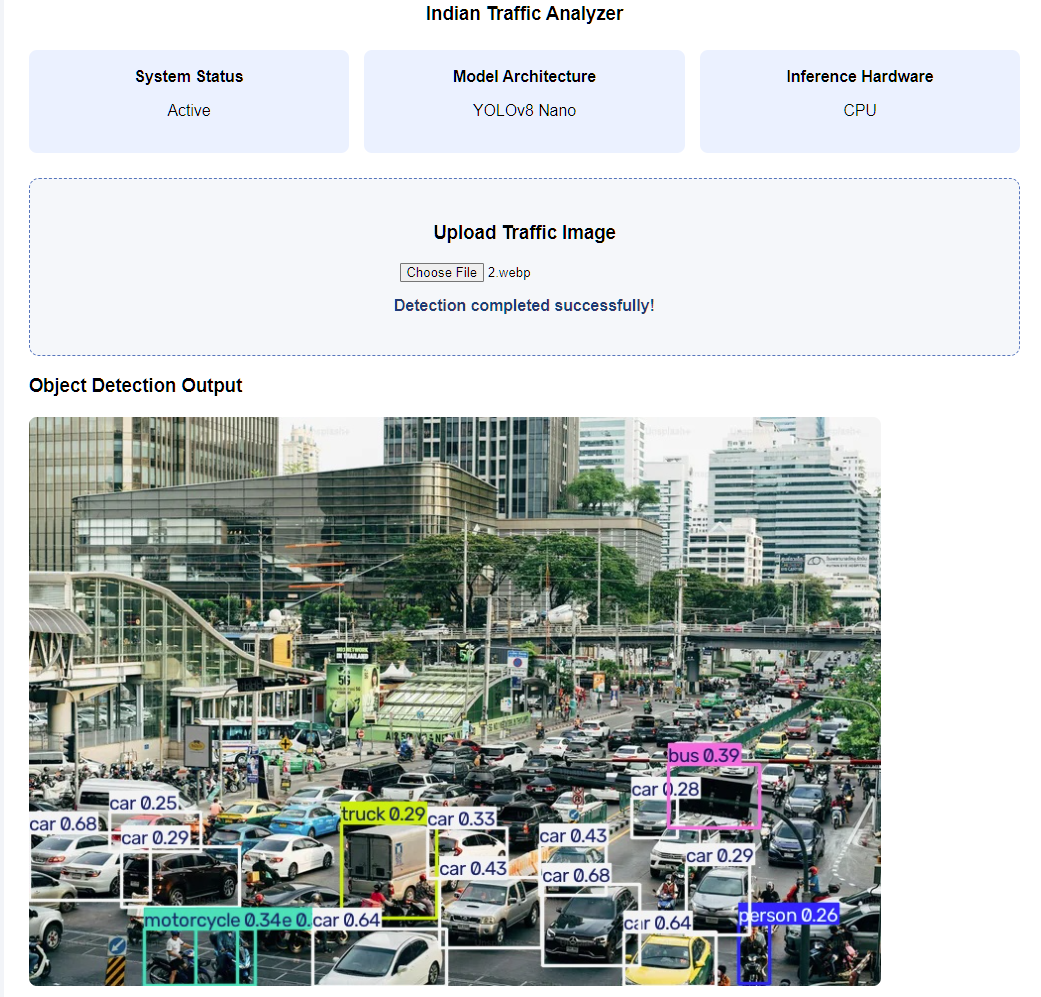 Indian Traffic Analyzer
System Status
Active
Model Architecture
YOLOv8 Nano
Inference Hardware
CPU
Upload Traffic Image
Choose File 2.webp
Detection completed successfully!
Object Detection Output
5G
bus 0.39
car 0.28
car 0.25
truck 0.29
car 0.33
car 0.68
car 0.29
car 0.43
car 0.29
car 0.43
car 0.68
motorcycle 0.34e 0.
car 0.64
car 0.64
person 0.26